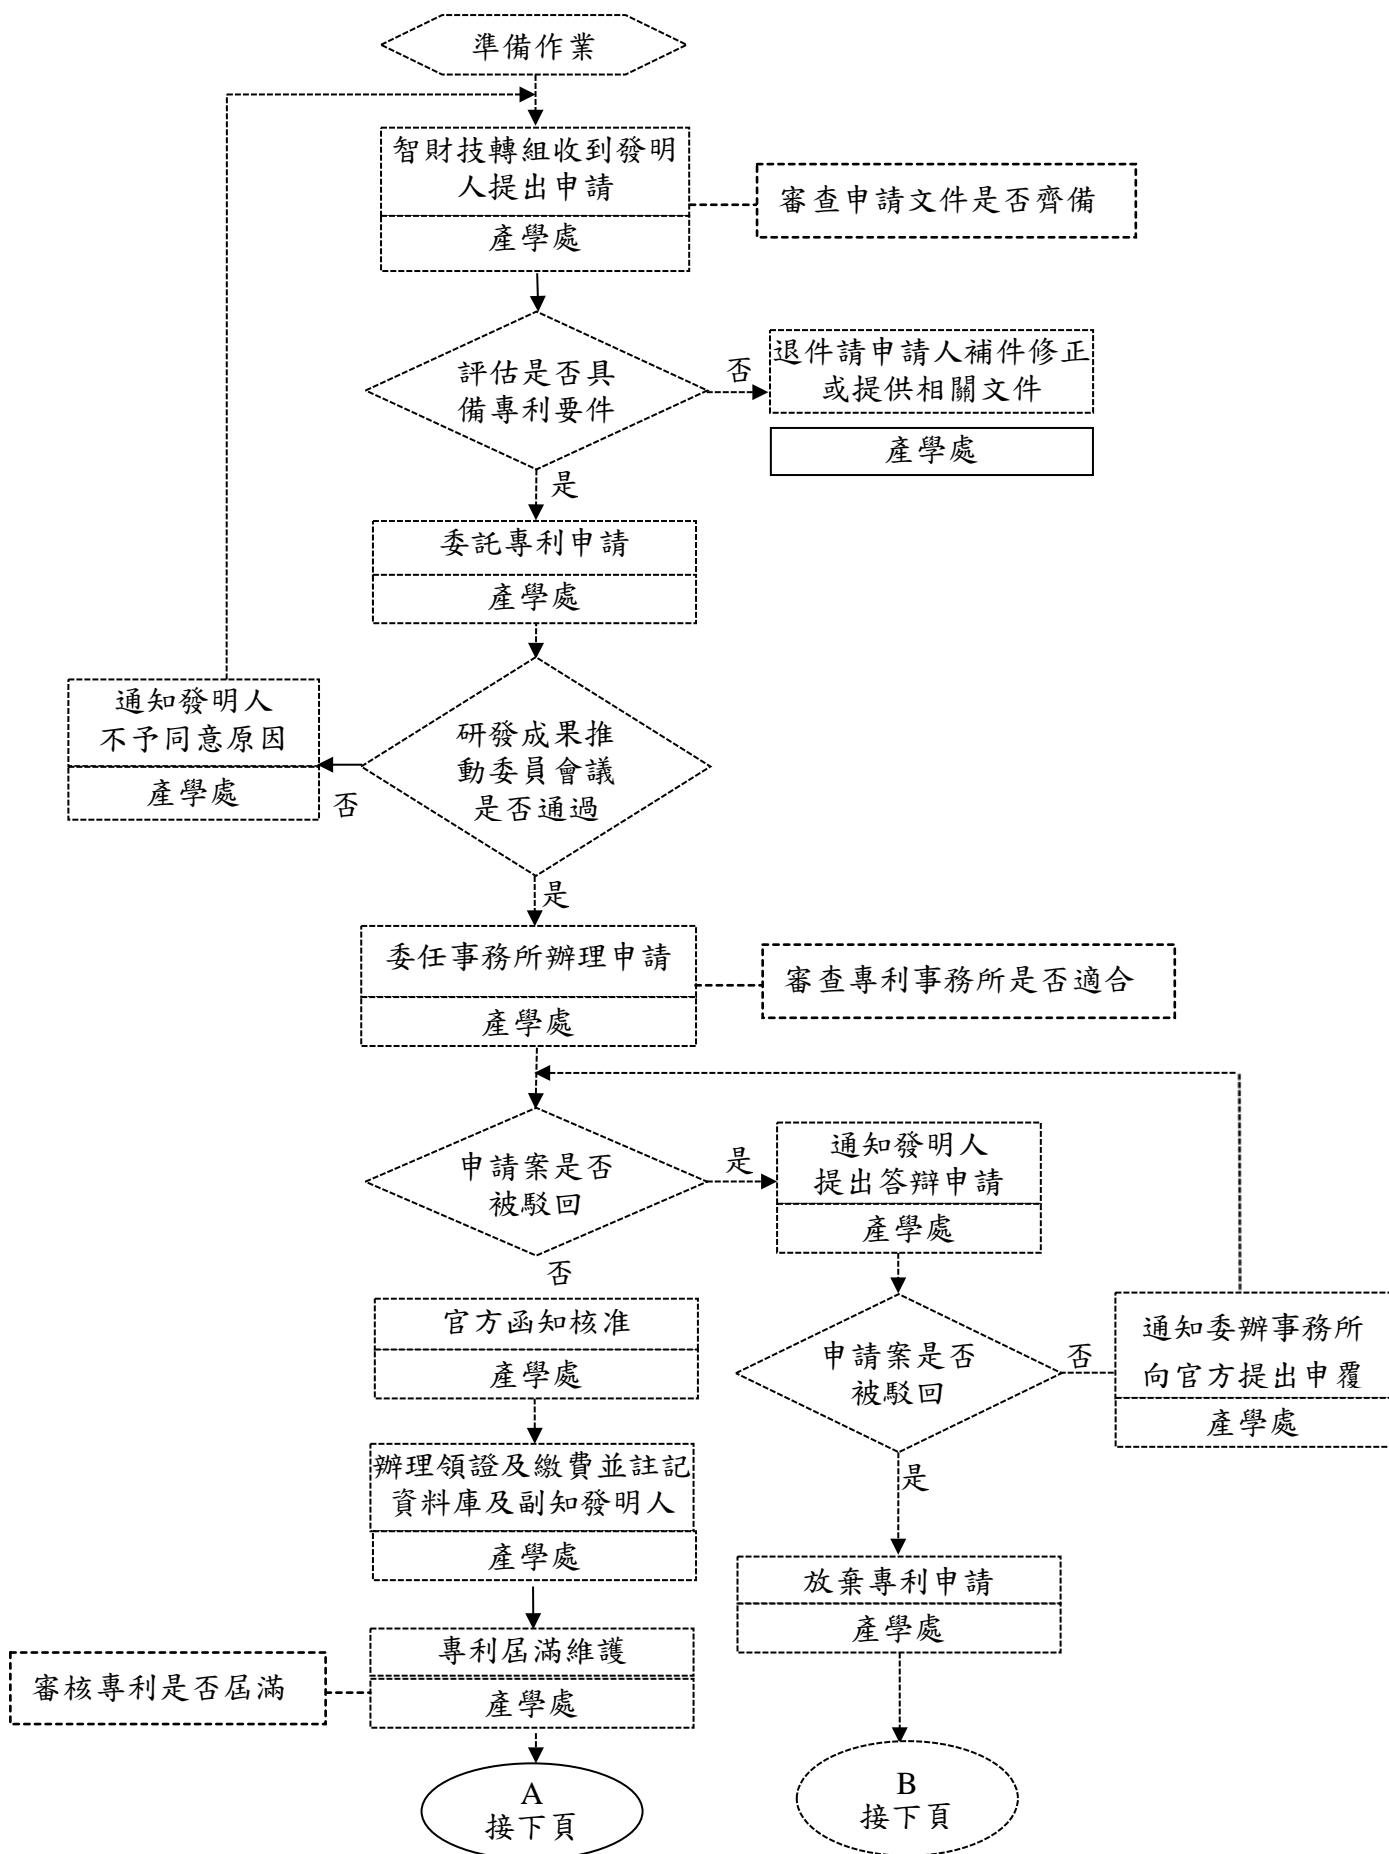 準備作業
智財技轉組收到發明
人提出申請
產學處
審查申請文件是否齊備
評估是否具
備專利要件
否
退件請申請人補件修正
或提供相關文件
產學處
是
委託專利申請
產學處
通知發明人
不予同意原因
產學處
否
研發成果推
動委員會議
是否通過
是
委任事務所辦理申請
產學處
審查專利事務所是否適合
申請案是否
被駁回
是
通知發明人
提出答辯申請
產學處
否
官方函知核准
產學處
申請案是否
被駁回
否
通知委辦事務所
向官方提出申覆
產學處
是
辦理領證及繳費並註記
資料庫及副知發明人
產學處
放棄專利申請
產學處
專利屆滿維護
產學處
審核專利是否屆滿
A
接下頁
B
接下頁